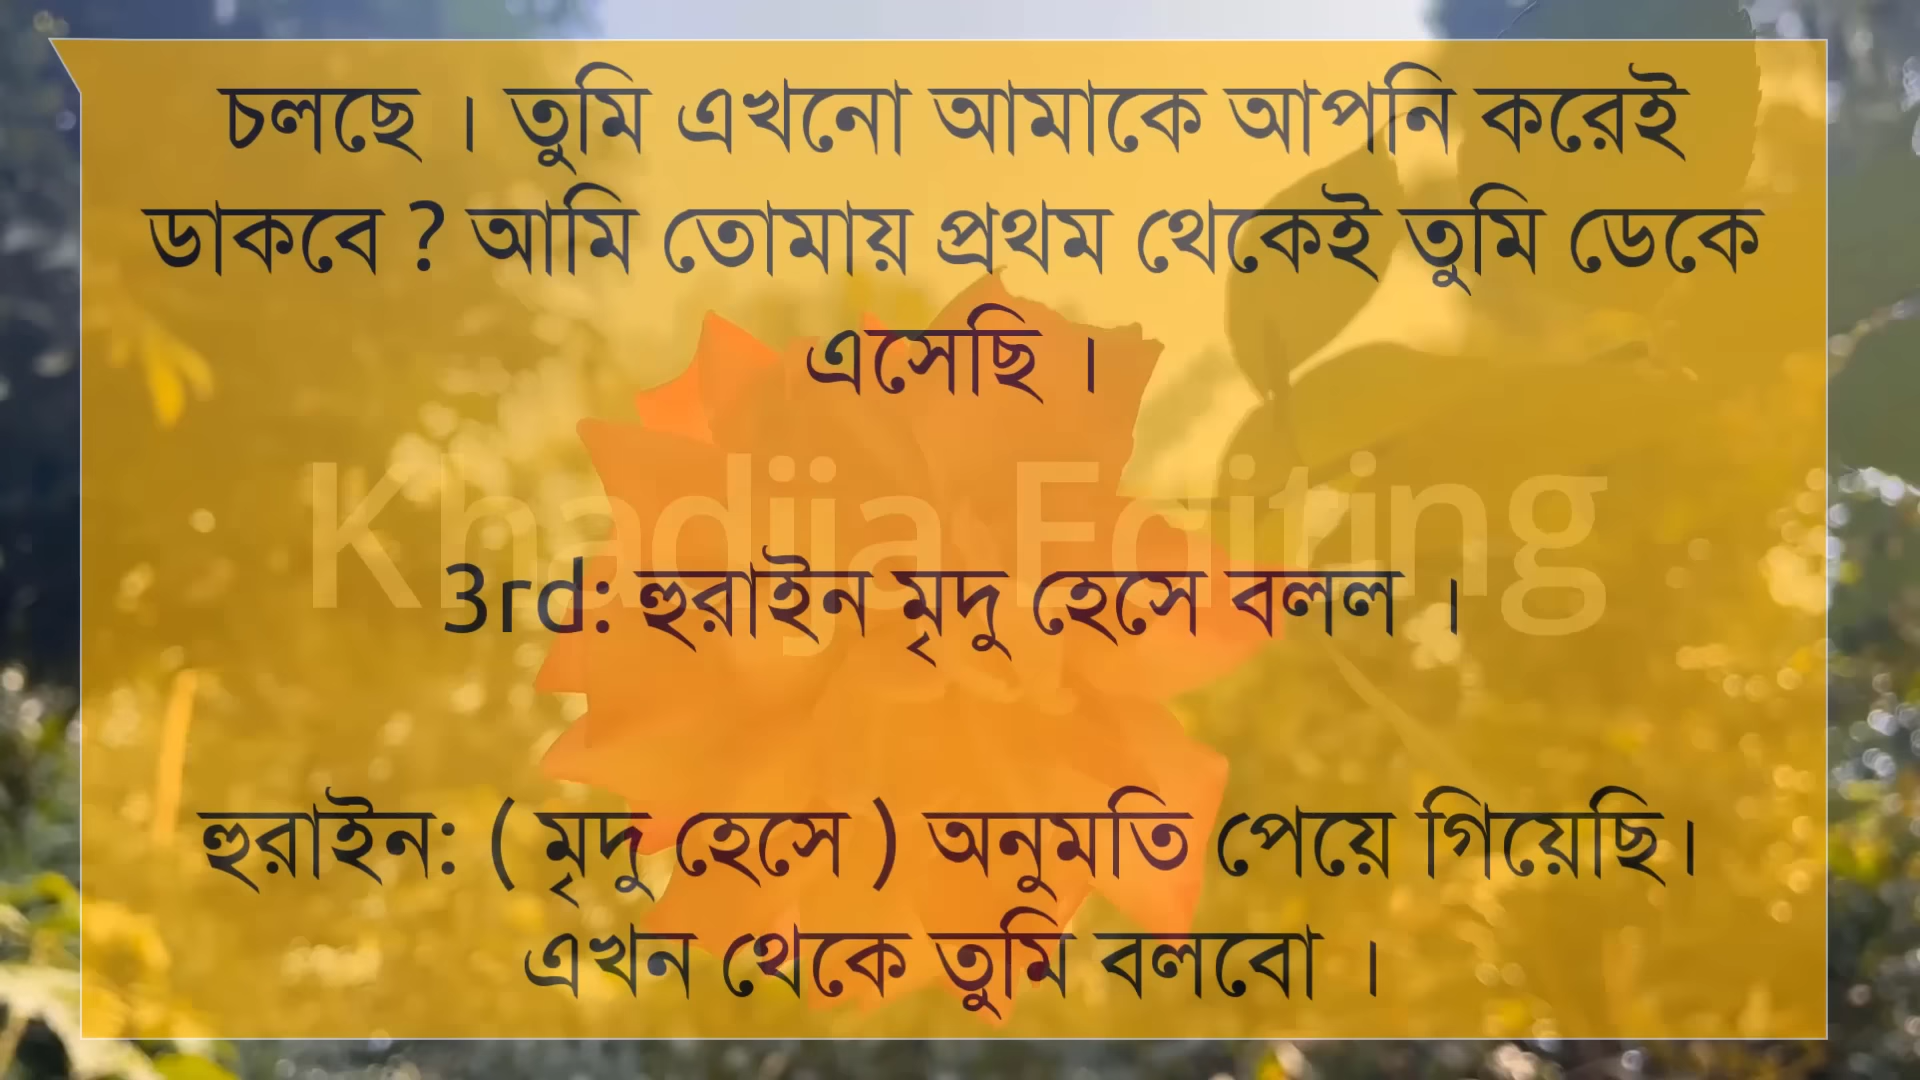 চলছে । তুমি এখনো আমাকে আপনি করেই
ডাকবে ? আমি তোমায় প্রথম থেকেই তুমি ডেকে
এসেছি ।
Khadija Editing
3rd: হুরাইন মৃদু হেসে বলল ।
হুরাইন: ( মৃদু হেসে ) অনুমতি পেয়ে গিয়েছি।
এখন থেকে তুমি বলবো ।